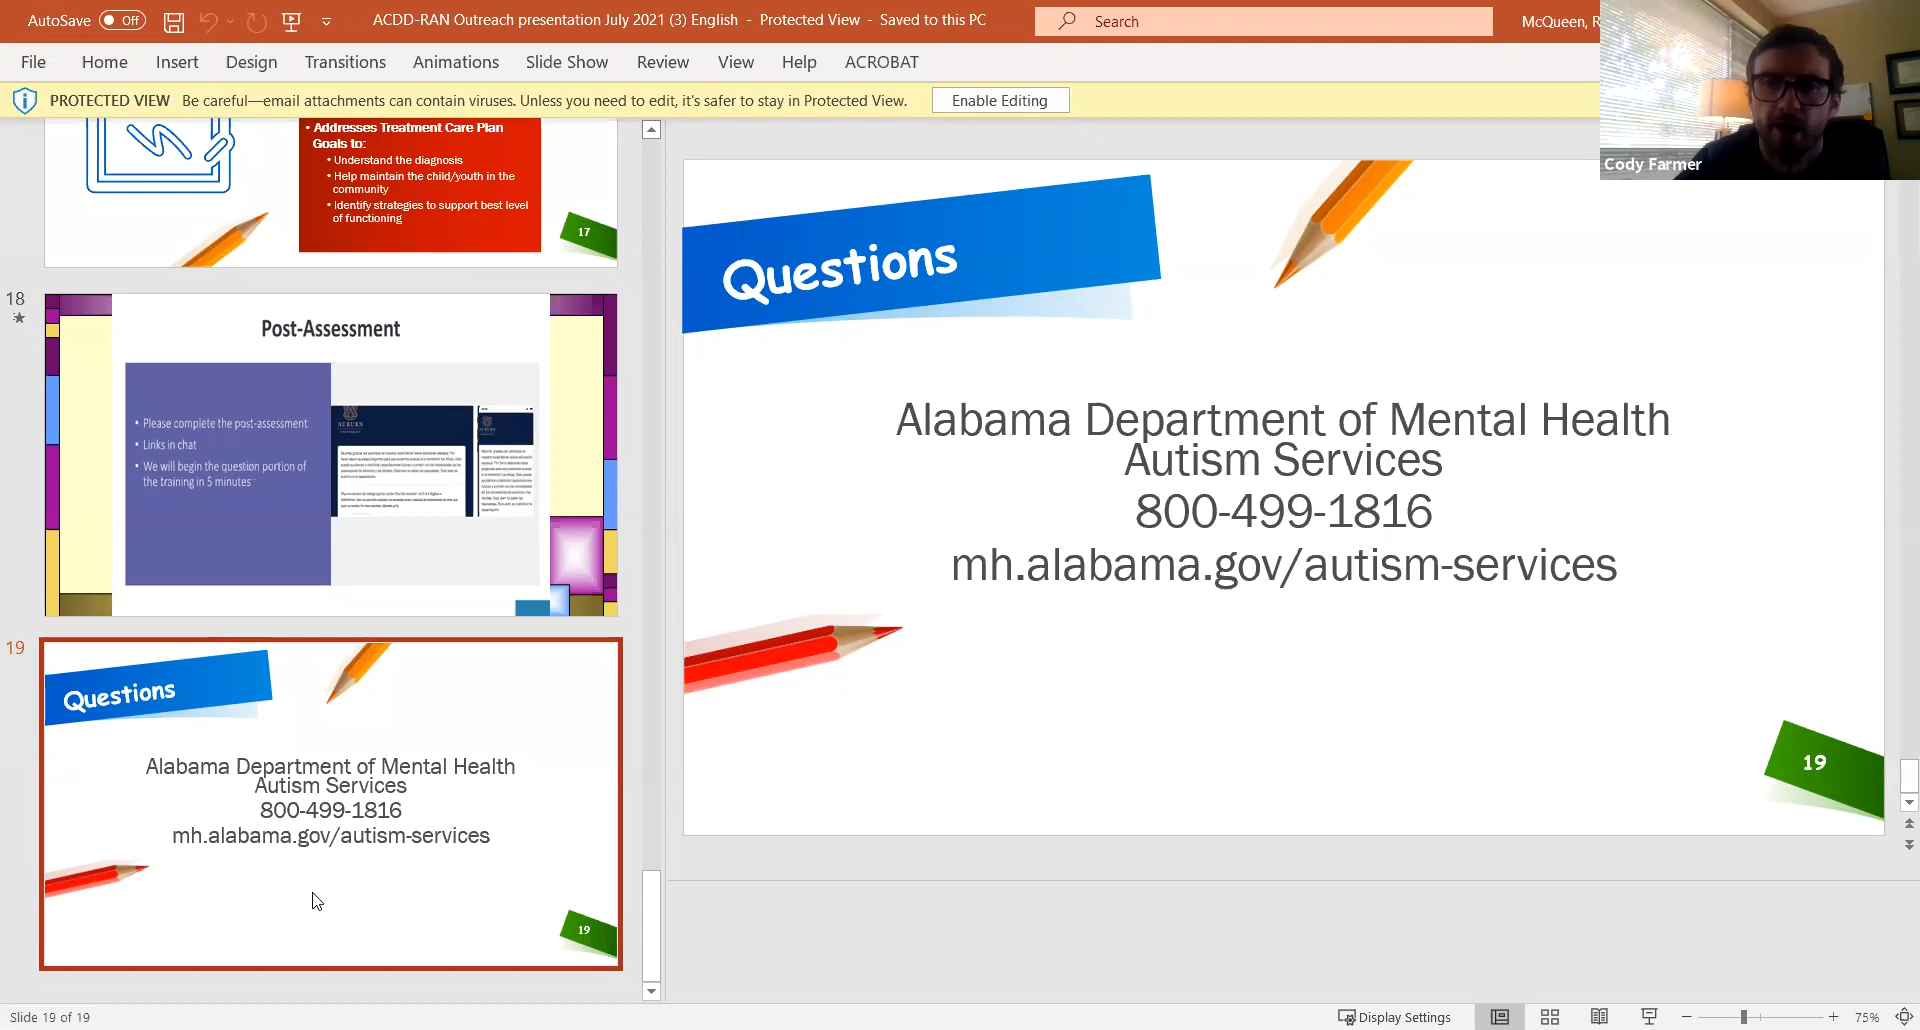 AutoSave Off
ACDD-RAN Outreach presentation July 2021 (3) English - Protected View - Saved to this PC
Search
McQueen, R
File Home Insert Design Transitions Animations Slide Show Review View Help ACROBAT
PROTECTED VIEW Be careful—email attachments can contain viruses. Unless you need to edit, it's safer to stay in Protected View. Enable Editing
Cody Farmer
• Addresses Treatment Care Plan
Goals to:
• Understand the diagnosis
• Help maintain the child/youth in the
community
• Identify strategies to support best level
of functioning
17
18
Post-Assessment
• Please complete the post-assessment
• Links in chat
• We will begin the question portion of
the training in 5 minutes
AUBURN
19
Questions
Alabama Department of Mental Health
Autism Services
800-499-1816
mh.alabama.gov/autism-services
19
Questions
Alabama Department of Mental Health
Autism Services
800-499-1816
mh.alabama.gov/autism-services
19
Slide 19 of 19
Display Settings
75%